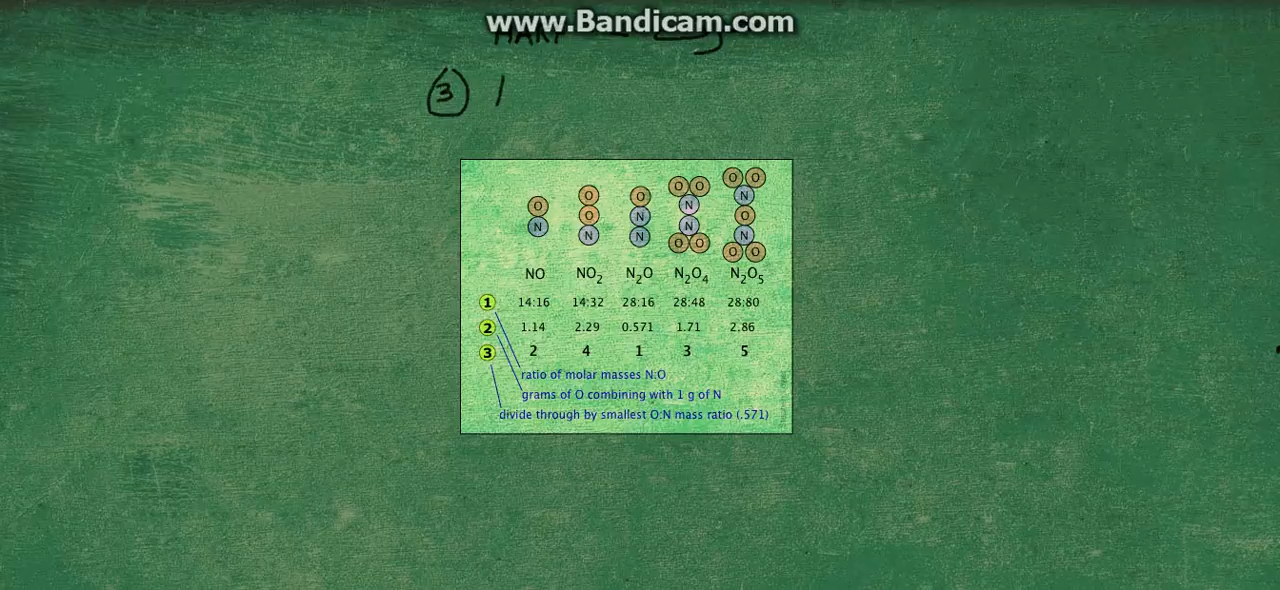 www.Bandicam.com
③ 1
O O O O O O O
O O N N
N O N N O
N N O O N
O O
NO NO₂ N₂O N₂O₄ N₂O₅
1 14:16 14:32 28:16 28:48 28:80
2 1.14 2.29 0.571 1.71 2.86
3 2 4 1 3 5
ratio of molar masses N:O
grams of O combining with 1 g of N
divide through by smallest O:N mass ratio (.571)